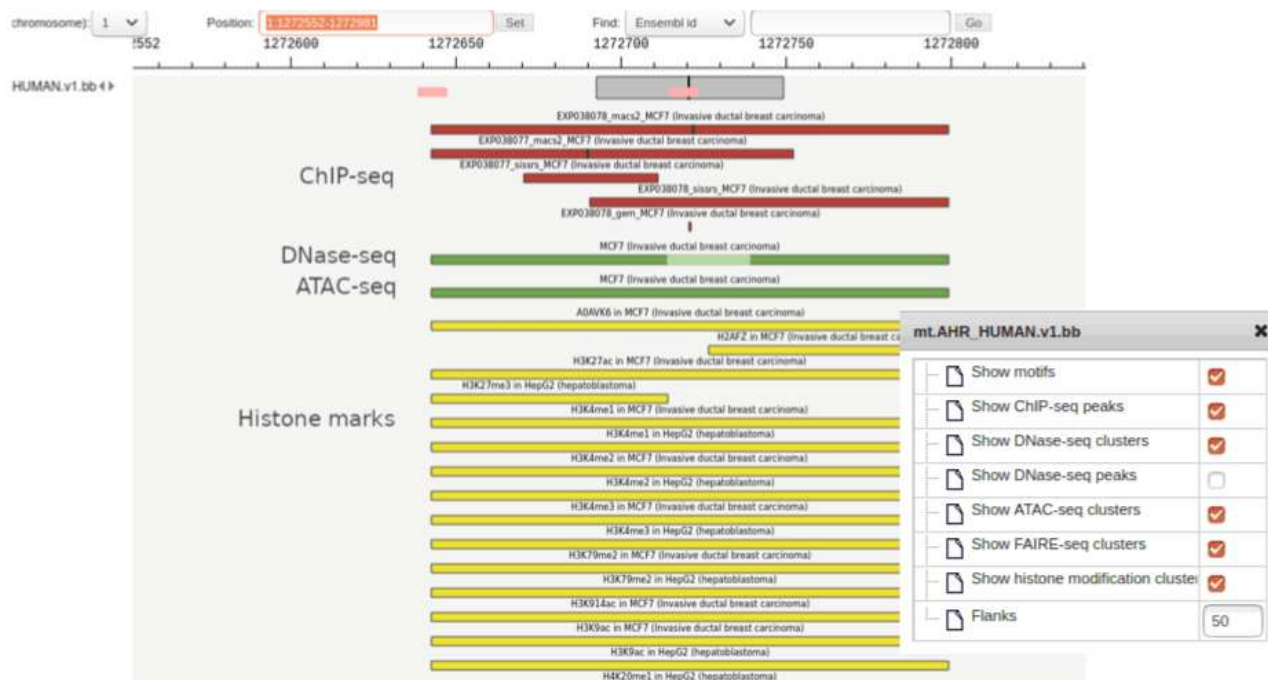 chromosome): 1 Position: 1:1272552-1272981 Set Find: Ensembl id Go
552 1272600 1272650 1272700 1272750 1272800
HUMAN.v1.bb
EXP038078_macs2_MCF7 (Invasive ductal breast carcinoma)
EXP038077_macs2_MCF7 (Invasive ductal breast carcinoma)
EXP038077_sissrs_MCF7 (Invasive ductal breast carcinoma)
ChIP-seq
EXP038078_sissrs_MCF7 (Invasive ductal breast carcinoma)
EXP038078_gem_MCF7 (Invasive ductal breast carcinoma)
DNase-seq
MCF7 (Invasive ductal breast carcinoma)
ATAC-seq
MCF7 (Invasive ductal breast carcinoma)
A0AVK6 in MCF7 (Invasive ductal breast carcinoma)
H2AFZ in MCF7 (Invasive ductal breast ca
H3K27ac in MCF7 (Invasive ductal breast carcinoma)
H3K27me3 in HepG2 (hepatoblastoma)
Histone marks
H3K4me1 in MCF7 (Invasive ductal breast carcinoma)
H3K4me1 in HepG2 (hepatoblastoma)
H3K4me2 in MCF7 (Invasive ductal breast carcinoma)
H3K4me2 in HepG2 (hepatoblastoma)
H3K4me3 in MCF7 (Invasive ductal breast carcinoma)
H3K4me3 in HepG2 (hepatoblastoma)
H3K79me2 in MCF7 (Invasive ductal breast carcinoma)
H3K79me2 in HepG2 (hepatoblastoma)
H3K914ac in MCF7 (Invasive ductal breast carcinoma)
H3K9ac in MCF7 (Invasive ductal breast carcinoma)
H3K9ac in HepG2 (hepatoblastoma)
H4K20me1 in HepG2 (hepatoblastoma)
mt.AHR_HUMAN.v1.bb
Show motifs
Show ChIP-seq peaks
Show DNase-seq clusters
Show DNase-seq peaks
Show ATAC-seq clusters
Show FAIRE-seq clusters
Show histone modification cluste
Flanks 50